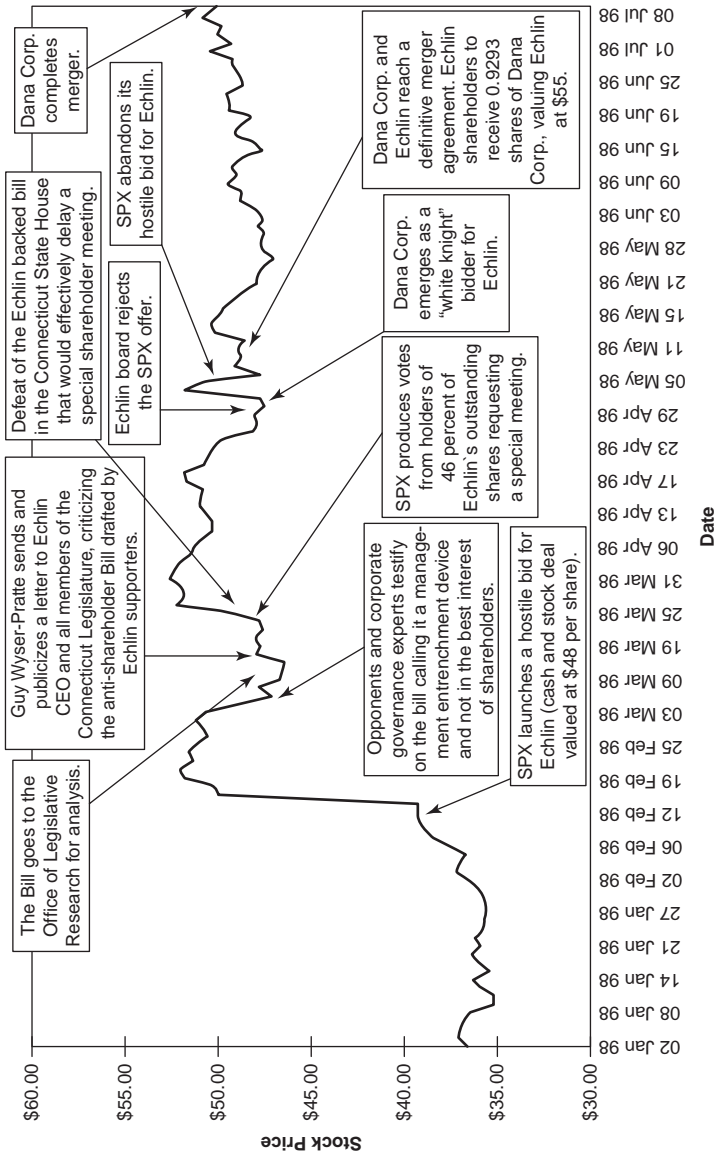 $60.00
$55.00
$50.00
$45.00
$40.00
$35.00
$30.00
Stock Price
The Bill goes to the
Office of Legislative
Research for analysis.
Guy Wyser-Pratte sends and
publicizes a letter to Echlin
CEO and all members of the
Connecticut Legislature, criticizing
the anti-shareholder Bill drafted by
Echlin supporters.
Defeat of the Echlin backed bill
in the Connecticut State House
that would effectively delay a
special shareholder meeting.
Echlin board rejects
the SPX offer.
SPX abandons its
hostile bid for Echlin.
Dana Corp.
completes
merger.
SPX launches a hostile bid for
Echlin (cash and stock deal
valued at $48 per share).
Opponents and corporate
governance experts testify
on the bill calling it a manage-
ment entrenchment device
and not in the best interest
of shareholders.
SPX produces votes
from holders of
46 percent of
Echlin`s outstanding
shares requesting
a special meeting.
Dana Corp.
emerges as a
“white knight”
bidder for
Echlin.
Dana Corp. and
Echlin reach a
definitive merger
agreement. Echlin
shareholders to
receive 0.9293
shares of Dana
Corp., valuing Echlin
at $55.
02 Jan 98
08 Jan 98
14 Jan 98
21 Jan 98
27 Jan 98
02 Feb 98
06 Feb 98
12 Feb 98
19 Feb 98
25 Feb 98
03 Mar 98
09 Mar 98
19 Mar 98
25 Mar 98
31 Mar 98
06 Apr 98
13 Apr 98
17 Apr 98
23 Apr 98
29 Apr 98
05 May 98
11 May 98
15 May 98
21 May 98
28 May 98
03 Jun 98
09 Jun 98
15 Jun 98
19 Jun 98
25 Jun 98
01 Jul 98
08 Jul 98
Date